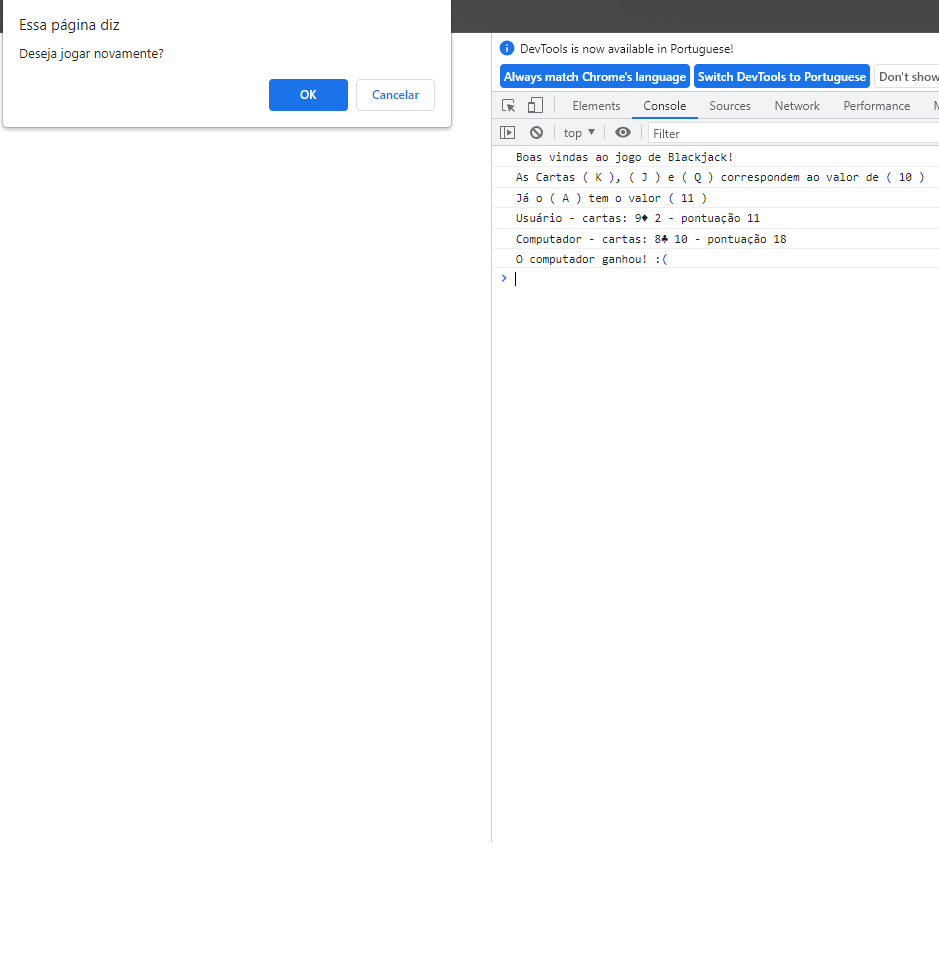 Essa página diz
Deseja jogar novamente?
OK
Cancelar
DevTools is now available in Portuguese!
Always match Chrome's language
Switch DevTools to Portuguese
Don't show
Elements
Console
Sources
Network
Performance
top ▼
Filter
Boas vindas ao jogo de Blackjack!
As Cartas ( K ), ( J ) e ( Q ) correspondem ao valor de ( 10 )
Já o ( A ) tem o valor ( 11 )
Usuário - cartas: 9♦ 2 - pontuação 11
Computador - cartas: 8♣ 10 - pontuação 18
O computador ganhou! :(
>